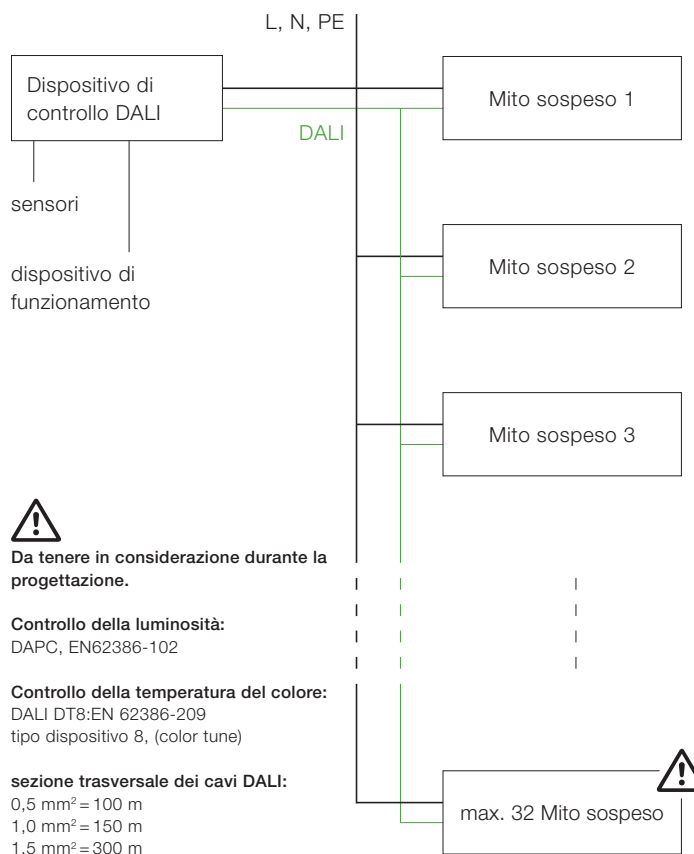 L, N, PE
Dispositivo di
controllo DALI
Mito sospeso 1
DALI
sensori
dispositivo di
funzionamento
Mito sospeso 2
Mito sospeso 3
Da tenere in considerazione durante la
progettazione.
Controllo della luminosità:
DAPC, EN62386-102
Controllo della temperatura del colore:
DALI DT8:EN 62386-209
tipo dispositivo 8, (color tune)
sezione trasversale dei cavi DALI:
0,5 mm² = 100 m
1,0 mm² = 150 m
1,5 mm² = 300 m
max. 32 Mito sospeso